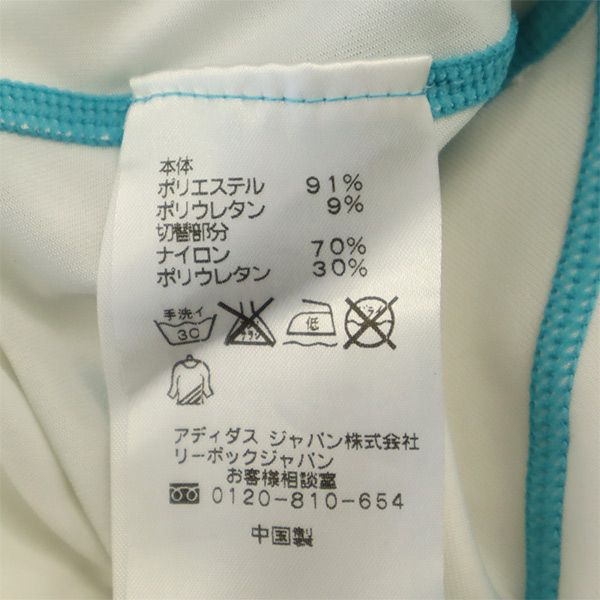 本体
ポリエステル 91%
ポリウレタン 9%
切替部分
ナイロン 70%
ポリウレタン 30%
手洗イ
30
低
ドライ
アディダス ジャパン株式会社
リーボックジャパン
お客様相談室
0120-810-654
中国製